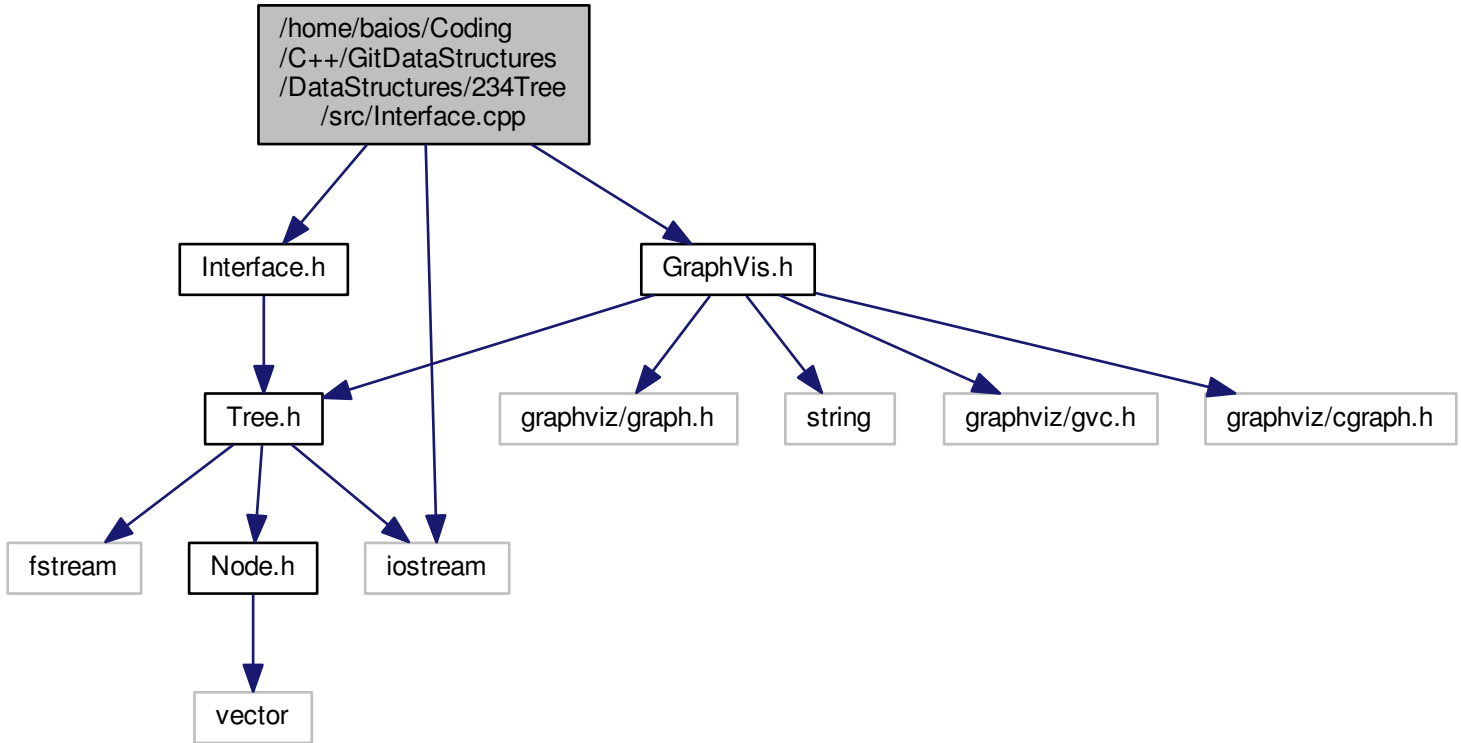 /home/baios/Coding
/C++/GitDataStructures
/DataStructures/234Tree
/src/Interface.cpp
Interface.h
GraphVis.h
Tree.h
graphviz/graph.h
string
graphviz/gvc.h
graphviz/cgraph.h
fstream
Node.h
iostream
vector